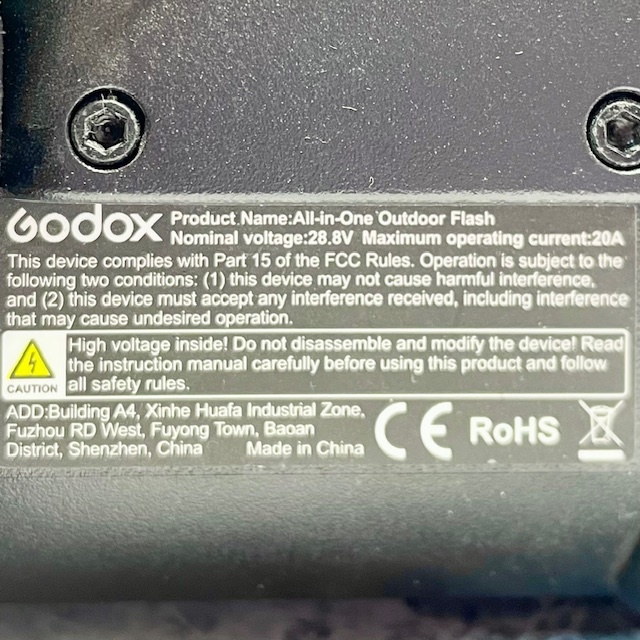 Godox Product Name:All-in-One Outdoor Flash
Nominal voltage:28.8V Maximum operating current:20A
This device complies with Part 15 of the FCC Rules. Operation is subject to the
following two conditions: (1) this device may not cause harmful interference,
and (2) this device must accept any interference received, including interference
that may cause undesired operation.
High voltage inside! Do not disassemble and modify the device! Read
the instruction manual carefully before using this product and follow
all safety rules.
CAUTION
ADD:Building A4, Xinhe Huafa Industrial Zone,
Fuzhou RD West, Fuyong Town, Baoan
District, Shenzhen, China Made in China
CE RoHS